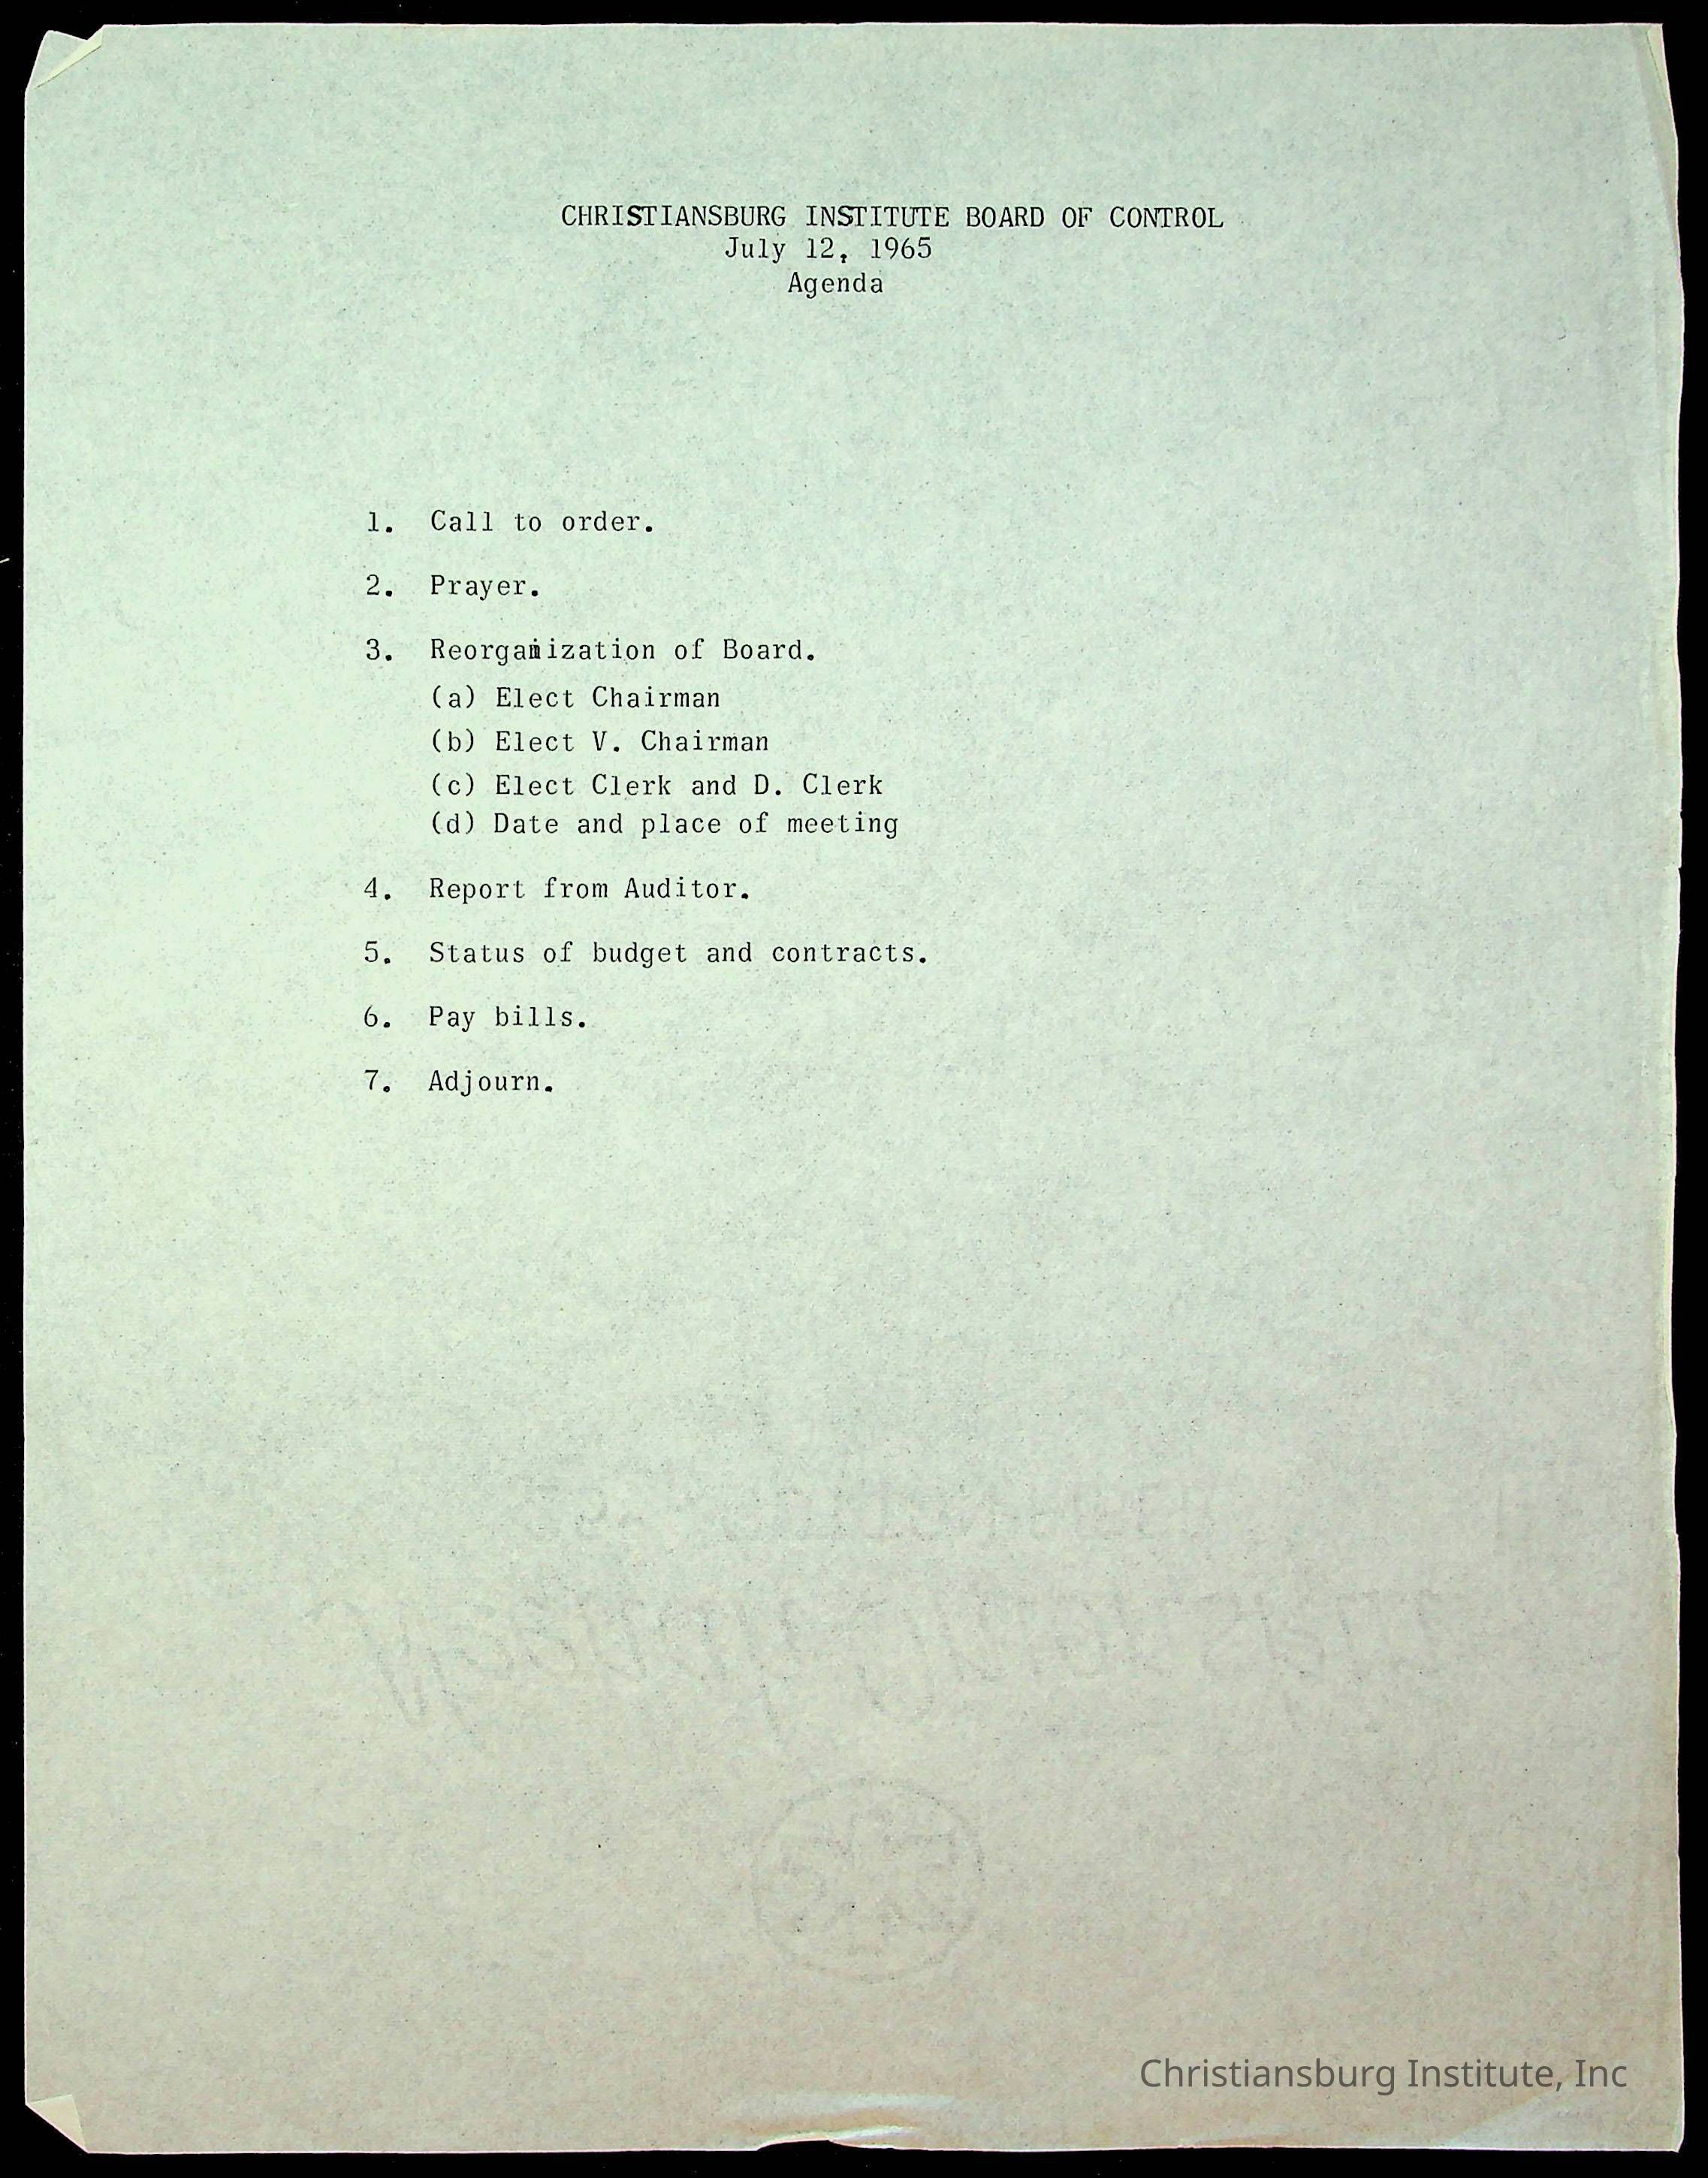 CHRISTIANSBURG INSTITUTE BOARD OF CONTROL
July 12, 1965
Agenda
1. Call to order.
2. Prayer.
3. Reorganization of Board.
(a) Elect Chairman
(b) Elect V. Chairman
(c) Elect Clerk and D. Clerk
(d) Date and place of meeting
4. Report from Auditor.
5. Status of budget and contracts.
6. Pay bills.
7. Adjourn.
Christiansburg Institute, Inc